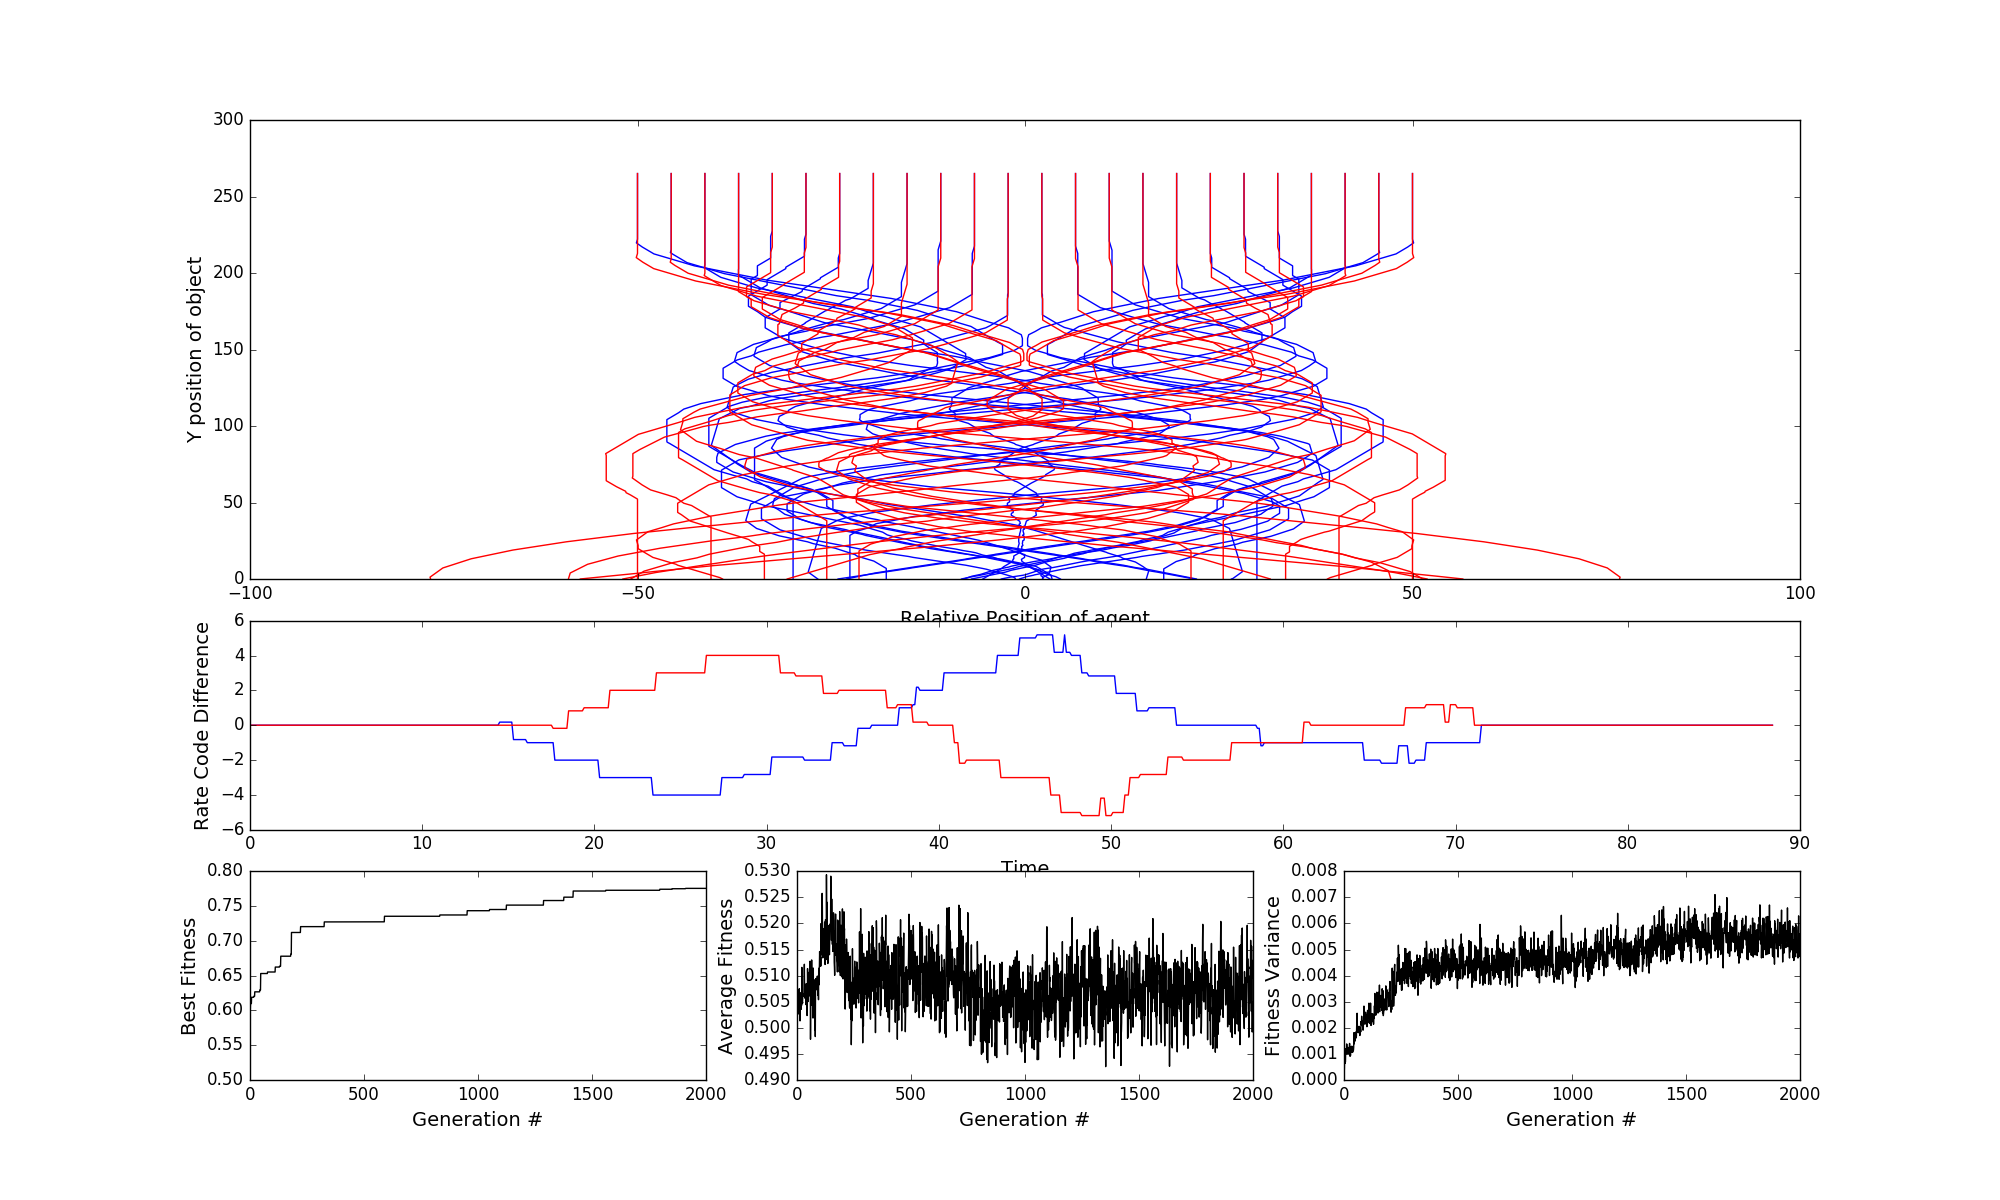 300
250
200
150
100
50
0
Y position of object
−100 −50 0 50 100
Relative Position of agent
6
4
2
0
−2
−4
−6
Rate Code Difference
0 10 20 30 40 50 60 70 80 90
Time
0.80
0.75
0.70
0.65
0.60
0.55
0.50
Best Fitness
0 500 1000 1500 2000
Generation #
0.530
0.525
0.520
0.515
0.510
0.505
0.500
0.495
0.490
Average Fitness
0 500 1000 1500 2000
Generation #
0.008
0.007
0.006
0.005
0.004
0.003
0.002
0.001
0.000
Fitness Variance
0 500 1000 1500 2000
Generation #